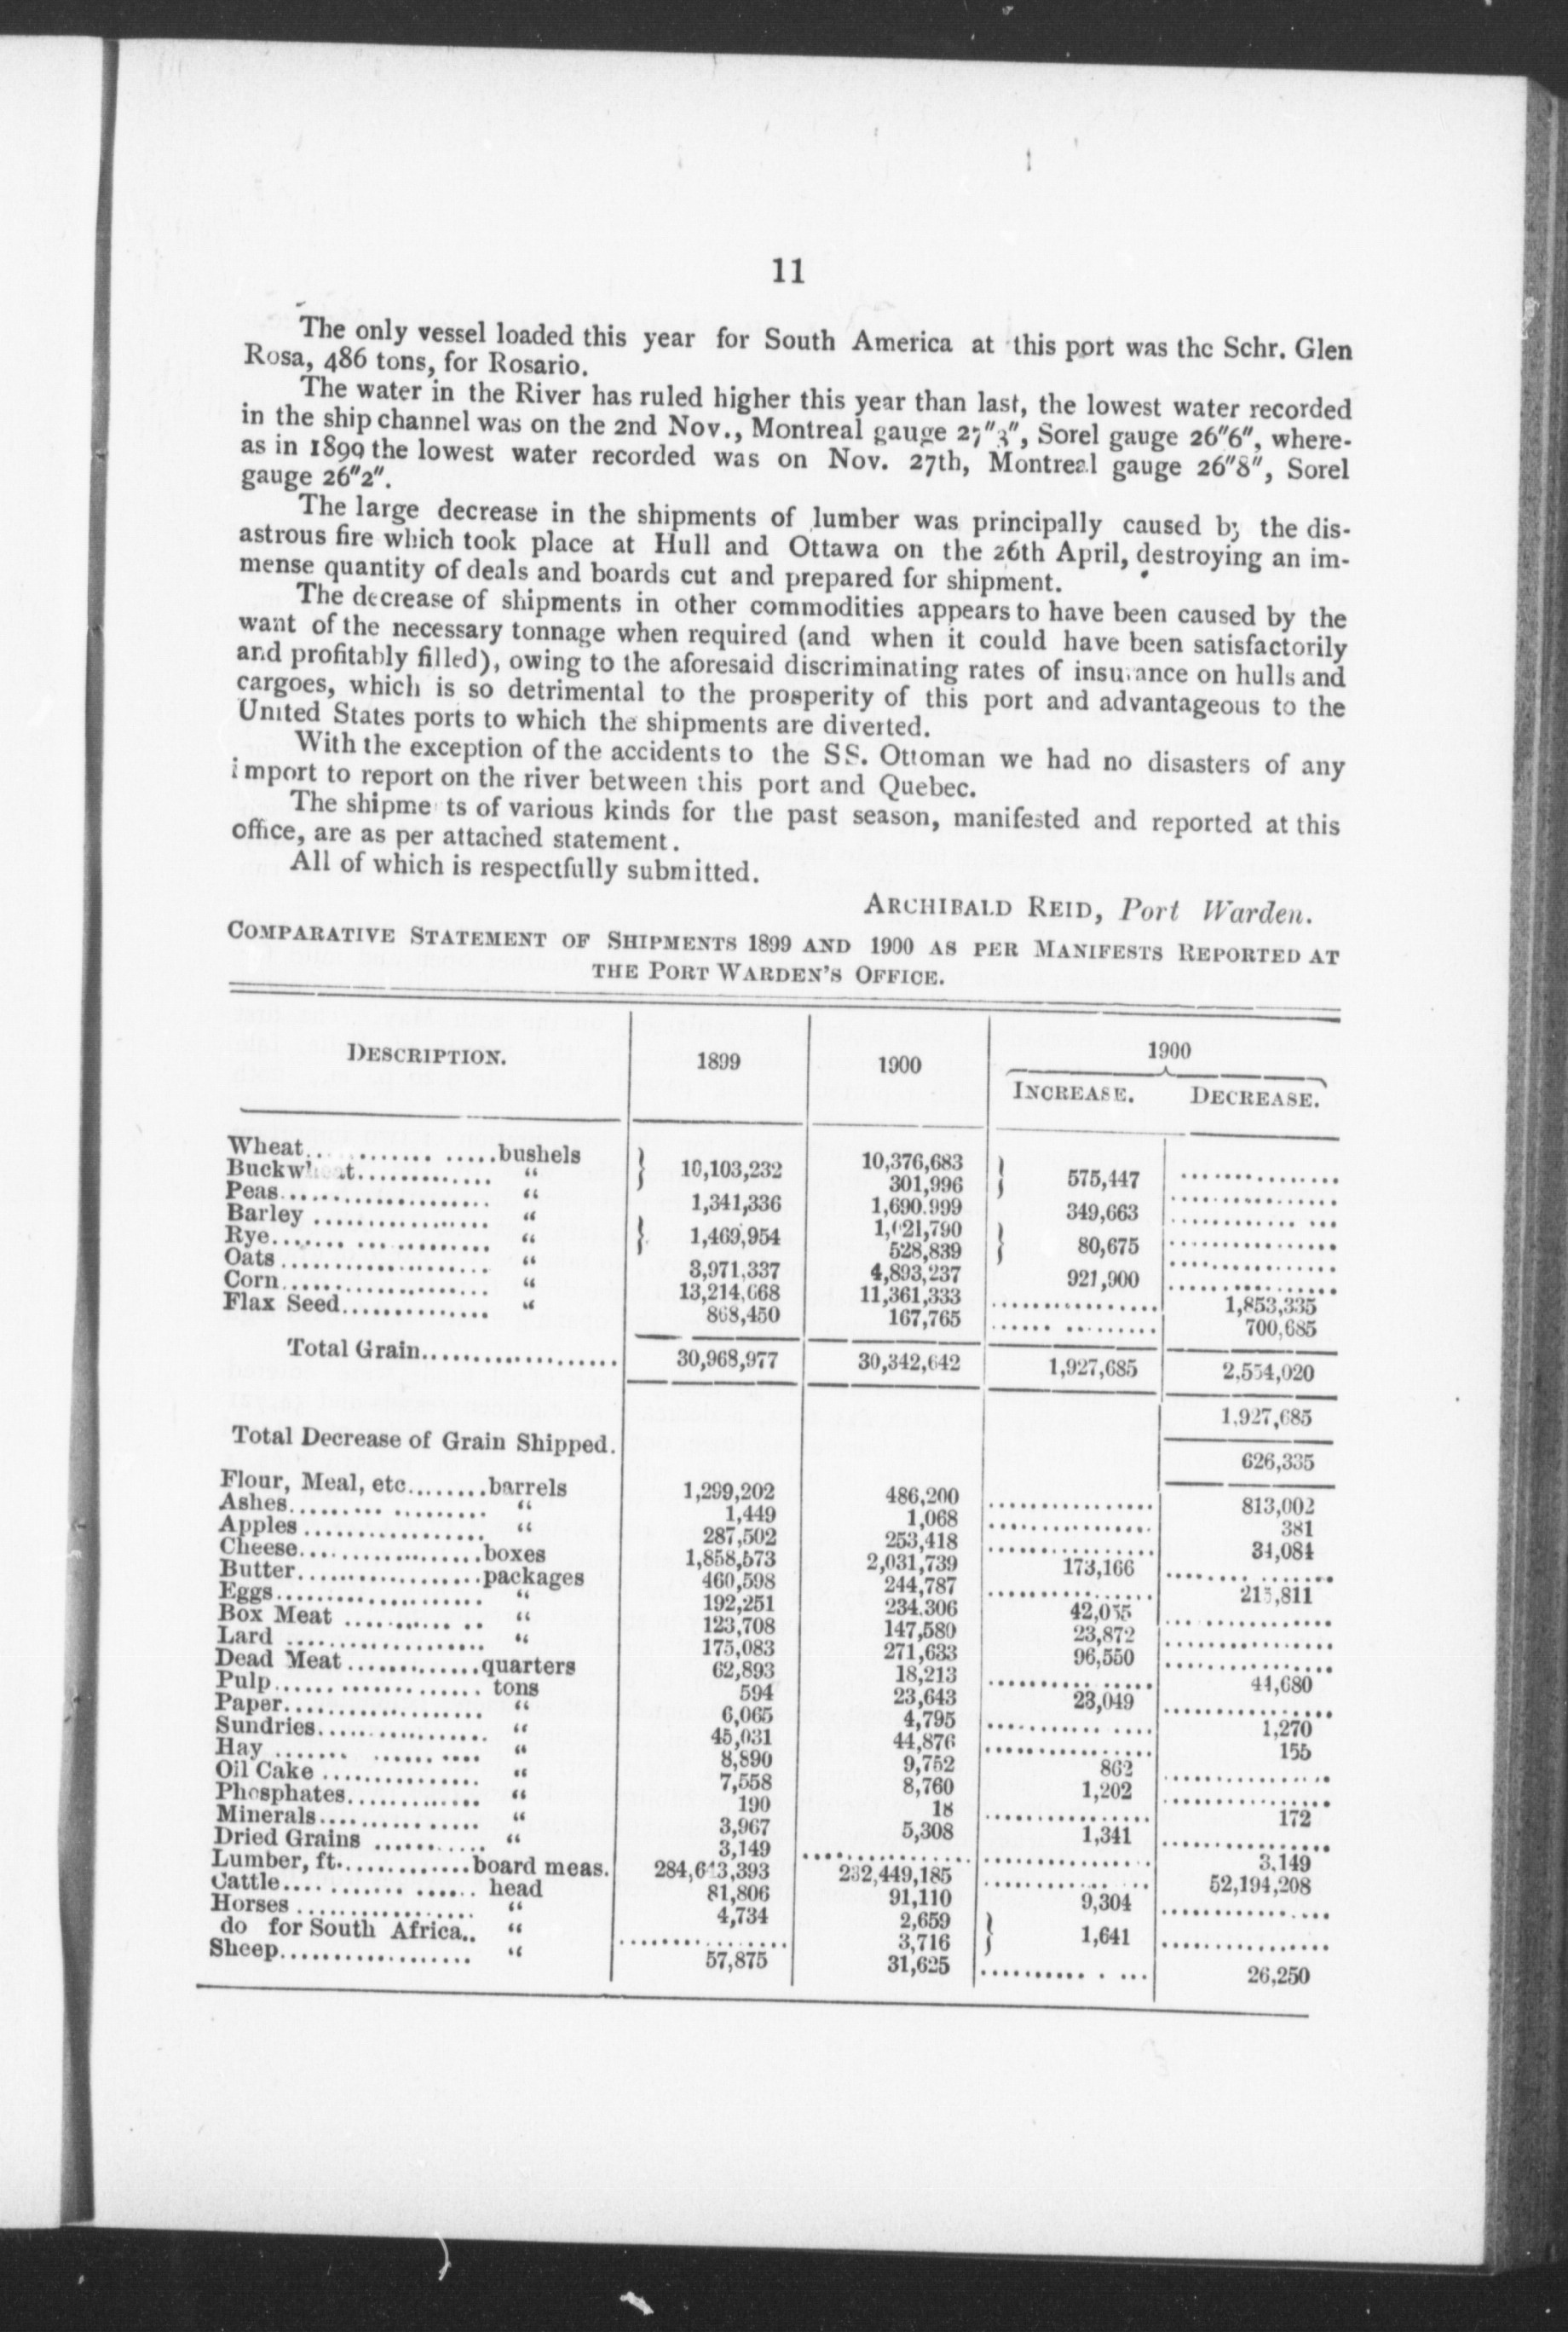 11
The only vessel loaded this year for South America at this port was the Schr. Glen
Rosa, 486 tons, for Rosario.
The water in the River has ruled higher this year than last, the lowest water recorded
in the ship channel was on the 2nd Nov., Montreal gauge 27"3", Sorel gauge 26"6", where-
as in 1899 the lowest water recorded was on Nov. 27th, Montreal gauge 26"8", Sorel
gauge 26"2".
The large decrease in the shipments of lumber was principally caused by the dis-
astrous fire which took place at Hull and Ottawa on the 26th April, destroying an im-
mense quantity of deals and boards cut and prepared for shipment.
The decrease of shipments in other commodities appears to have been caused by the
want of the necessary tonnage when required (and when it could have been satisfactorily
and profitably filled), owing to the aforesaid discriminating rates of insurance on hulls and
cargoes, which is so detrimental to the prosperity of this port and advantageous to the
United States ports to which the shipments are diverted.
With the exception of the accidents to the SS. Ottoman we had no disasters of any
import to report on the river between this port and Quebec.
The shipme ts of various kinds for the past season, manifested and reported at this
office, are as per attached statement.
All of which is respectfully submitted.
ARCHIBALD REID, Port Warden.
COMPARATIVE STATEMENT OF SHIPMENTS 1899 AND 1900 AS PER MANIFESTS REPORTED AT
THE PORT WARDEN'S OFFICE.
DESCRIPTION. 1899 1900 1900
INCREASE. DECREASE.
Wheat.................bushels } 10,103,232 10,376,683 } 575,447 ...............
Buckwheat.............. " 301,996 ................
Peas.................... " 1,341,336 1,690.999 349,663 ...............
Barley ................. " } 1,469,954 1,021,790 } 80,675 ................
Rye..................... " 528,839 ................
Oats.................... " 3,971,337 4,893,237 921,900 ................
Corn.................... " 13,214,668 11,361,333 ................ 1,853,335
Flax Seed.............. " 868,450 167,765 ............... 700,685
Total Grain................... 30,968,977 30,342,642 1,927,685 2,554,020
1,927,685
Total Decrease of Grain Shipped. 626,335
Flour, Meal, etc........barrels 1,299,202 486,200 ................ 813,002
Ashes.................. " 1,449 1,068 ................ 381
Apples................. " 287,502 253,418 ................ 34,084
Cheese..................boxes 1,858,573 2,031,739 173,166 ...............
Butter..................packages 460,598 244,787 ................ 215,811
Eggs.................... " 192,251 234.306 42,055 ................
Box Meat ............. " 123,708 147,580 23,872 ................
Lard ................... " 175,083 271,633 96,550 ................
Dead Meat.............quarters 62,893 18,213 ............... 44,680
Pulp..................... tons 594 23,643 23,049 ................
Paper................... " 6,065 4,795 ............... 1,270
Sundries................ " 45,031 44,876 ................ 155
Hay ................. " 8,890 9,752 862 ................
Oil Cake............... " 7,558 8,760 1,202 ................
Phosphates............. " 190 18 ................ 172
Minerals............... " 3,967 5,308 1,341 ................
Dried Grains ........... " 3,149 ................ ................ 3.149
Lumber, ft.............board meas. 284,643,393 232,449,185 ............... 52,194,208
Cattle................... head 81,806 91,110 9,304 ................
Horses................. " 4,734 2,659 } 1,641 ................
do for South Africa.. " ................ 3,716
Sheep.................. " 57,875 31,625 .............. 26,250